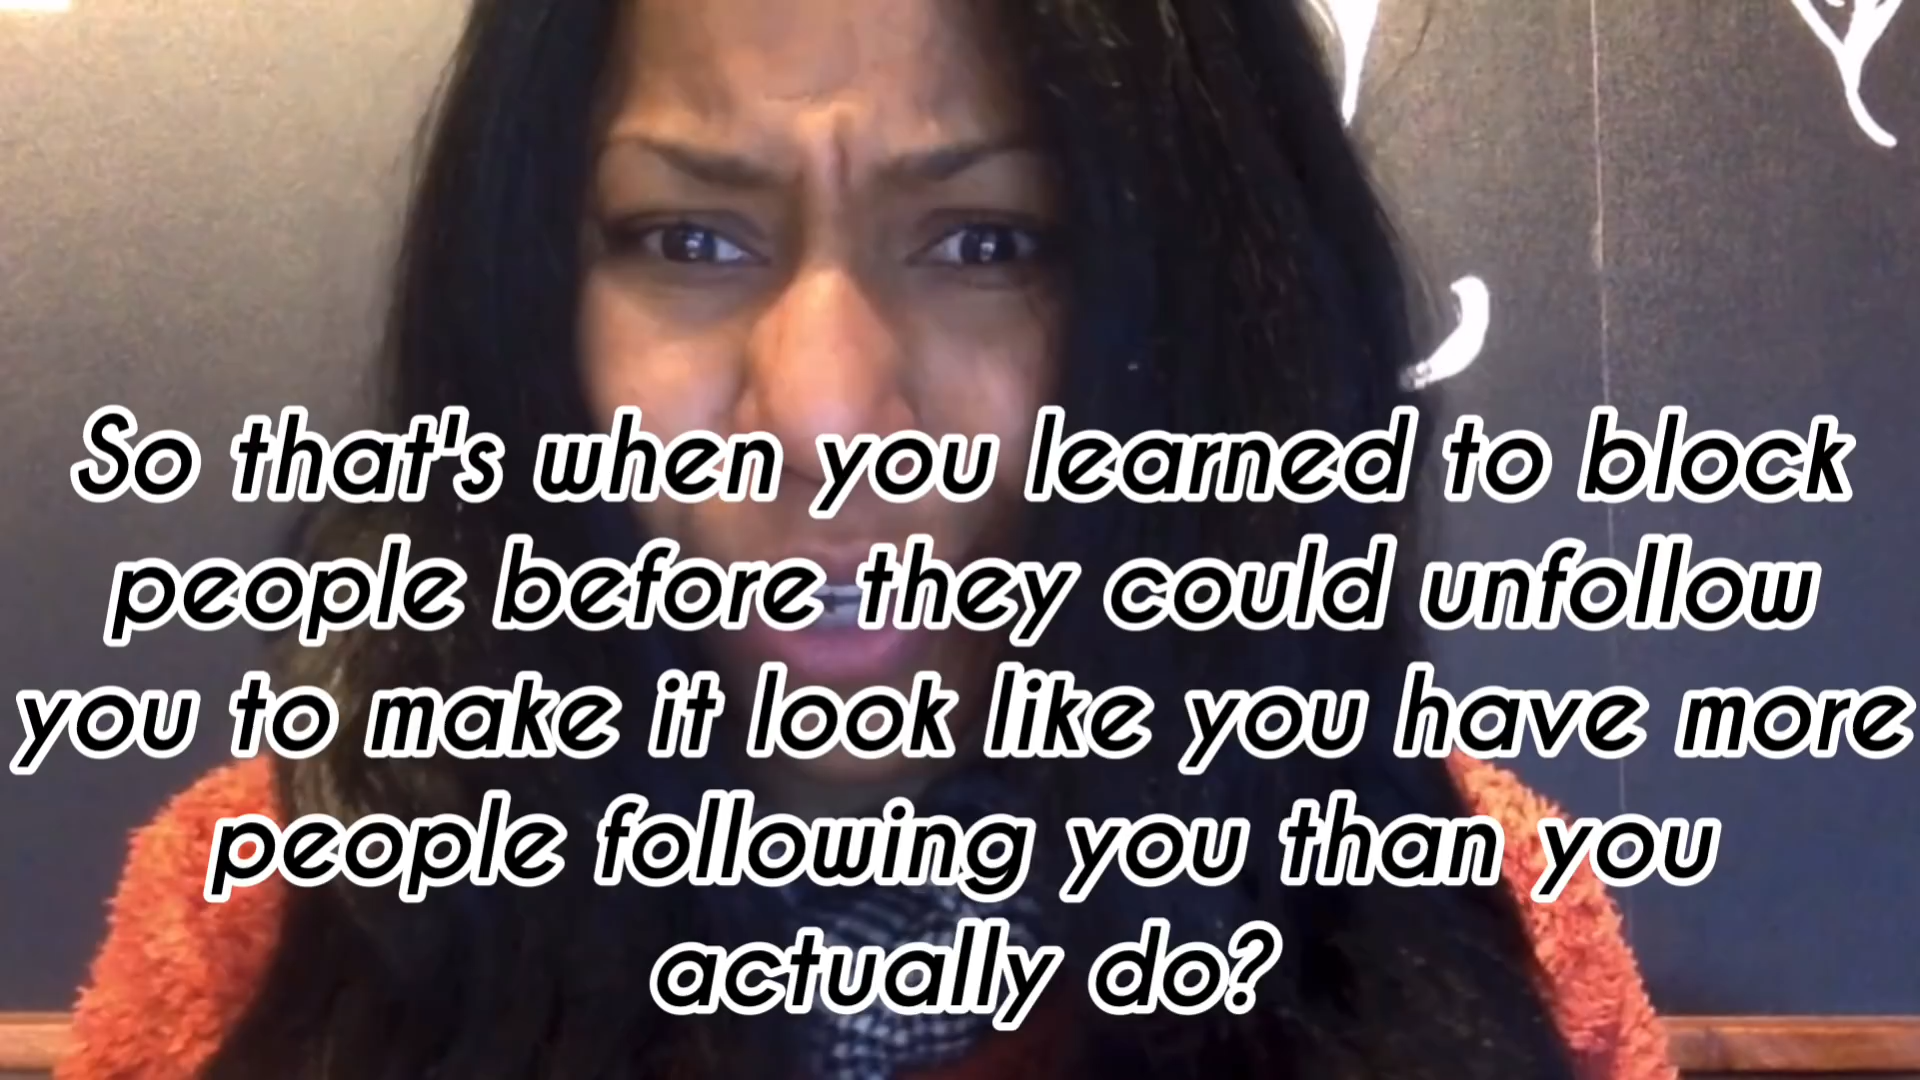 So that's when you learned to block
people before they could unfollow
you to make it look like you have more
people following you than you
actually do?